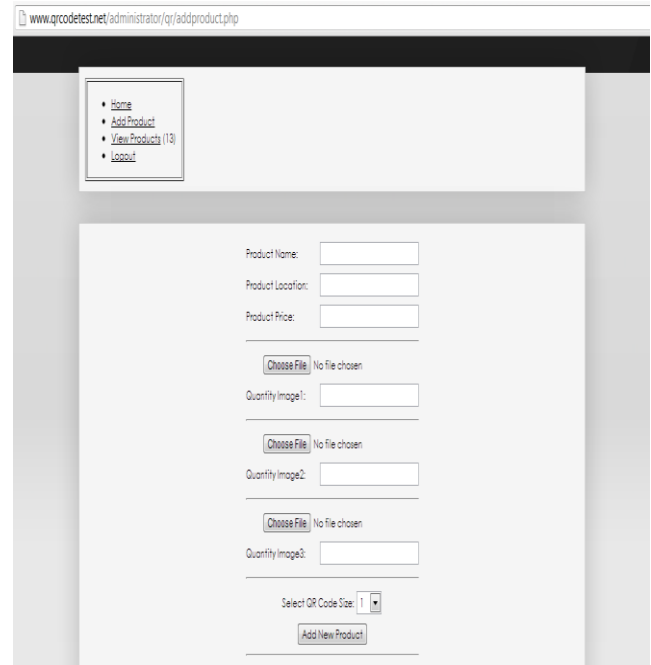 www.qrcodetest.net/administrator/qr/addproduct.php
Home
Add Product
View Products (13)
Logout
Product Name:
Product Location:
Product Price:
Choose File No file chosen
Quantity Image1:
Choose File No file chosen
Quantity Image2:
Choose File No file chosen
Quantity Image3:
Select QR Code Size: 1
Add New Product